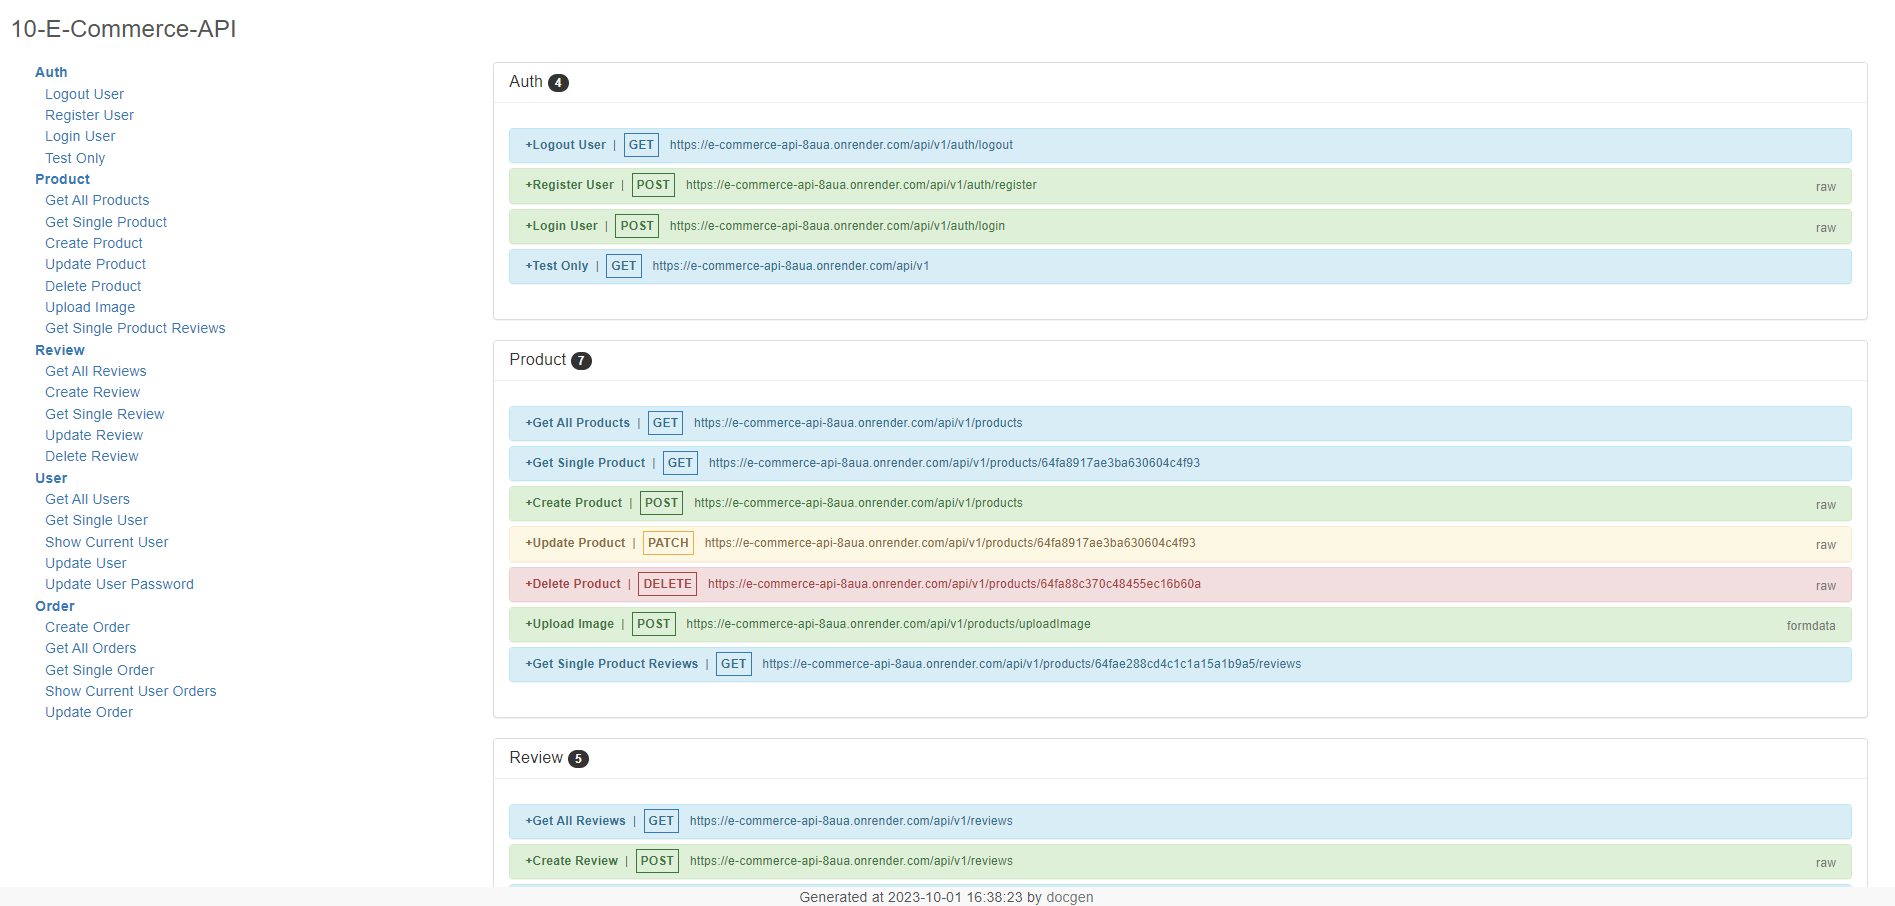 10-E-Commerce-API
Auth
Logout User
Register User
Login User
Test Only
Product
Get All Products
Get Single Product
Create Product
Update Product
Delete Product
Upload Image
Get Single Product Reviews
Review
Get All Reviews
Create Review
Get Single Review
Update Review
Delete Review
User
Get All Users
Get Single User
Show Current User
Update User
Update User Password
Order
Create Order
Get All Orders
Get Single Order
Show Current User Orders
Update Order
Auth 4
+Logout User | GET https://e-commerce-api-8aua.onrender.com/api/v1/auth/logout
+Register User | POST https://e-commerce-api-8aua.onrender.com/api/v1/auth/register raw
+Login User | POST https://e-commerce-api-8aua.onrender.com/api/v1/auth/login raw
+Test Only | GET https://e-commerce-api-8aua.onrender.com/api/v1
Product 7
+Get All Products | GET https://e-commerce-api-8aua.onrender.com/api/v1/products
+Get Single Product | GET https://e-commerce-api-8aua.onrender.com/api/v1/products/64fa8917ae3ba630604c4f93
+Create Product | POST https://e-commerce-api-8aua.onrender.com/api/v1/products raw
+Update Product | PATCH https://e-commerce-api-8aua.onrender.com/api/v1/products/64fa8917ae3ba630604c4f93 raw
+Delete Product | DELETE https://e-commerce-api-8aua.onrender.com/api/v1/products/64fa88c370c48455ec16b60a raw
+Upload Image | POST https://e-commerce-api-8aua.onrender.com/api/v1/products/uploadImage formdata
+Get Single Product Reviews | GET https://e-commerce-api-8aua.onrender.com/api/v1/products/64fae288cd4c1c1a15a1b9a5/reviews
Review 5
+Get All Reviews | GET https://e-commerce-api-8aua.onrender.com/api/v1/reviews
+Create Review | POST https://e-commerce-api-8aua.onrender.com/api/v1/reviews raw
Generated at 2023-10-01 16:38:23 by docgen